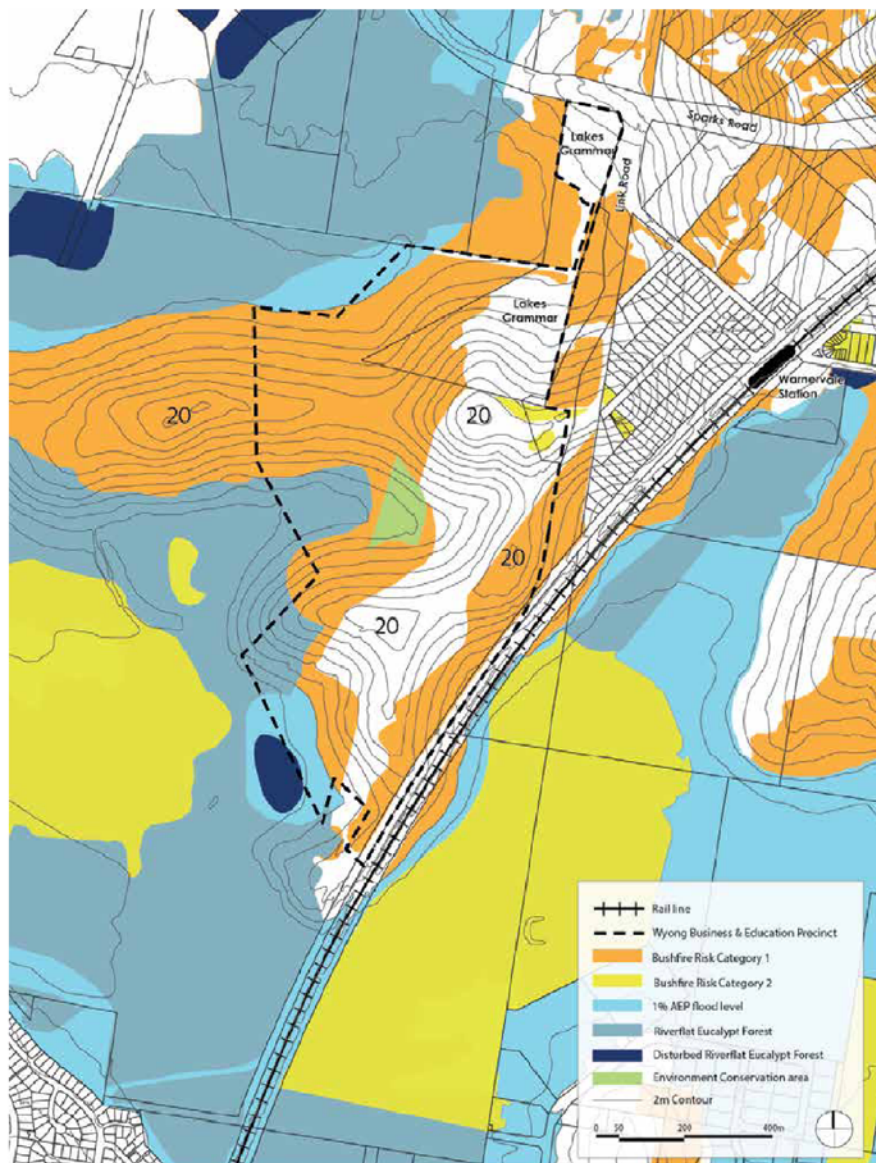 Sparks Road
Lakes
Grammar
Link Road
Lakes
Grammar
Warnervale
Station
20
20
20
20
Rail line
Wyong Business & Education Precinct
Bushfire Risk Category 1
Bushfire Risk Category 2
1% AEP flood level
Riverflat Eucalypt Forest
Disturbed Riverflat Eucalypt Forest
Environment Conservation area
2m Contour
0 50 200 400m